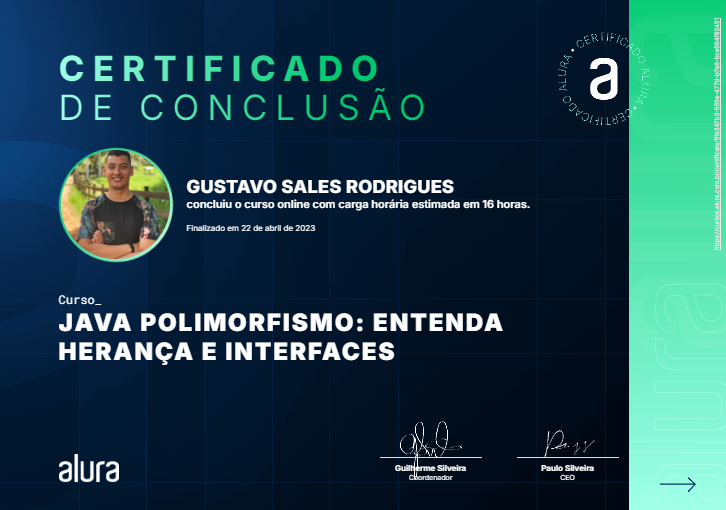 CERTIFICADO
DE CONCLUSÃO
CERTIFICADO ALURA • CERTIFICADO ALURA •
a
GUSTAVO SALES RODRIGUES
concluiu o curso online com carga horária estimada em 16 horas.
Finalizado em 22 de abril de 2023
Curso_
JAVA POLIMORFISMO: ENTENDA
HERANÇA E INTERFACES
Guilherme Silveira
Coordenador
Paulo Silveira
CEO
alura
alura